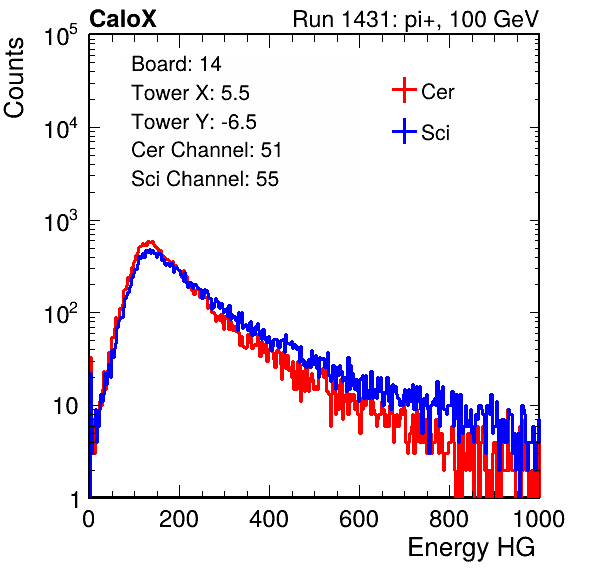 CaloX Run 1431: pi+, 100 GeV
Counts
Board: 14
Tower X: 5.5
Tower Y: -6.5
Cer Channel: 51
Sci Channel: 55
Cer
Sci
10^5
10^4
10^3
10^2
10
1
0 200 400 600 800 1000
Energy HG